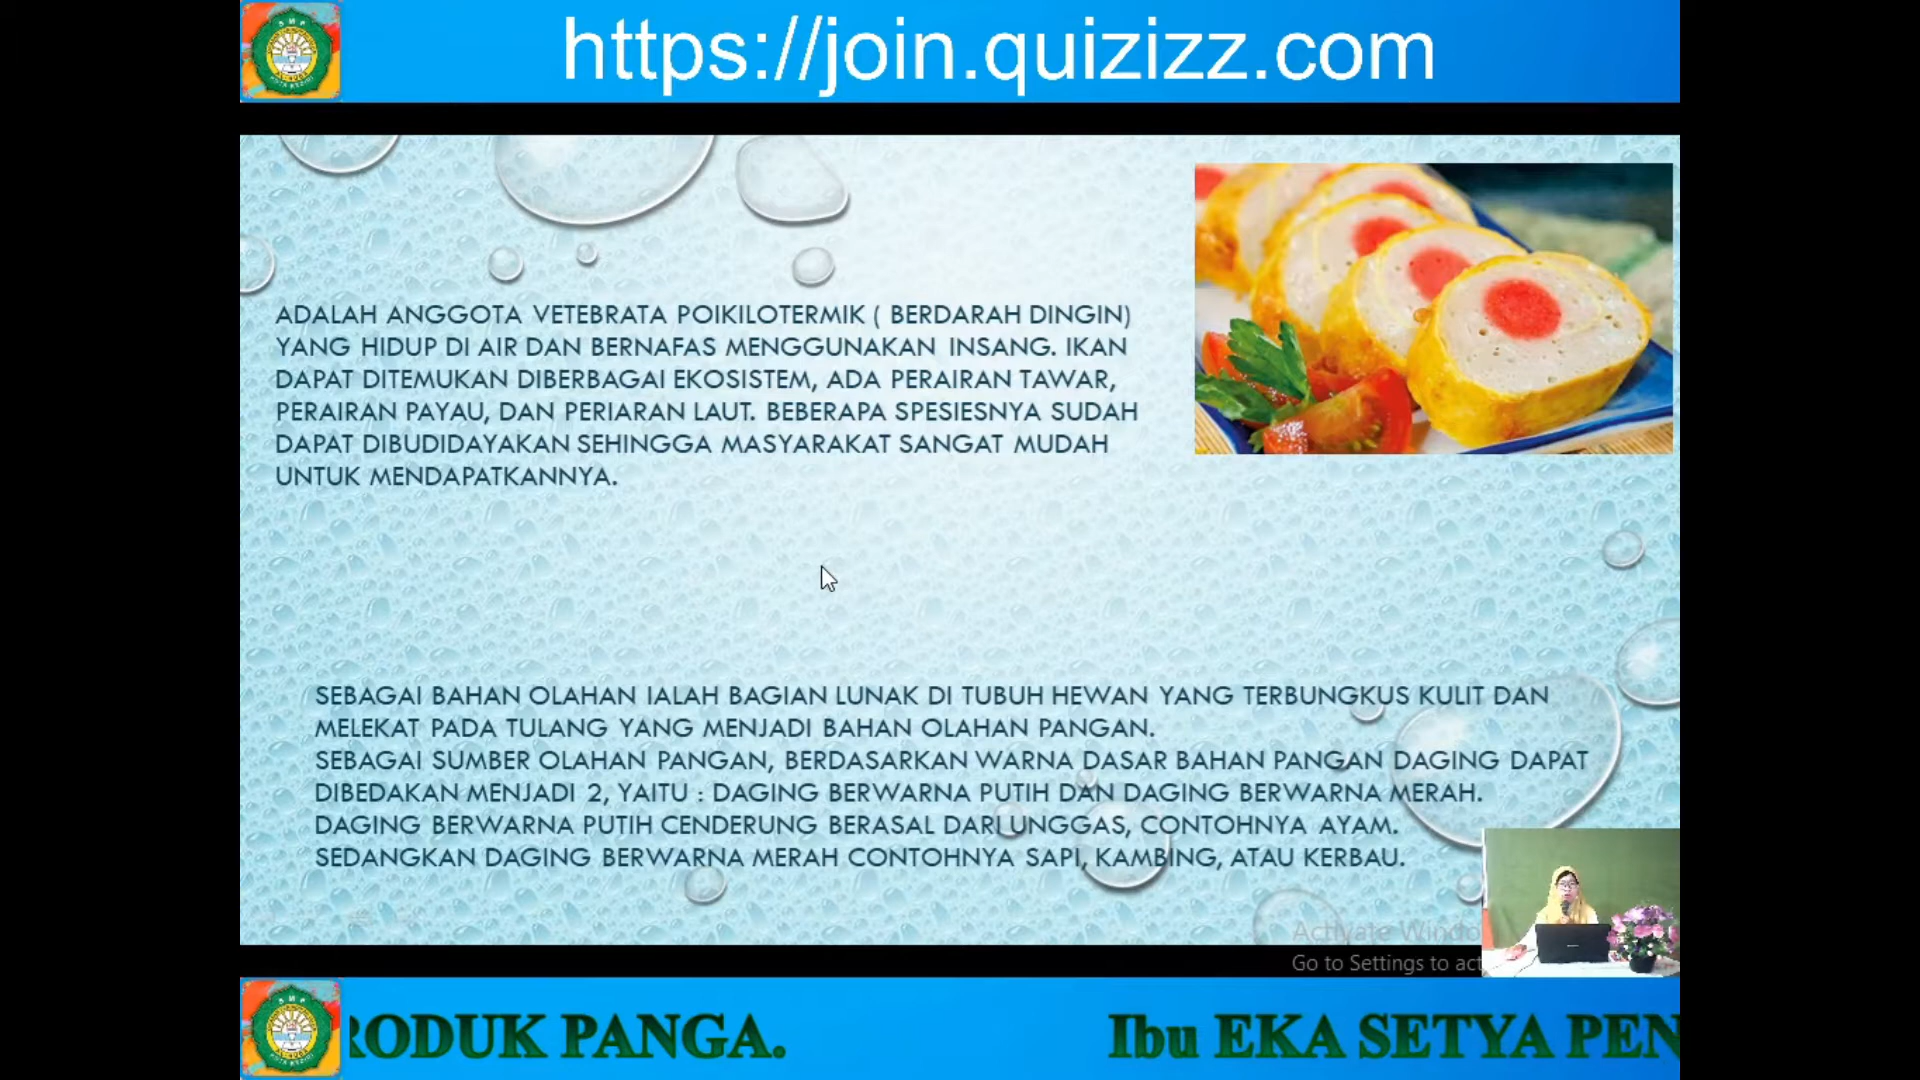 https://join.quizizz.com
ADALAH ANGGOTA VETEBRATA POIKILOTERMIK ( BERDARAH DINGIN)
YANG HIDUP DI AIR DAN BERNAFAS MENGGUNAKAN INSANG. IKAN
DAPAT DITEMUKAN DIBERBAGAI EKOSISTEM, ADA PERAIRAN TAWAR,
PERAIRAN PAYAU, DAN PERIARAN LAUT. BEBERAPA SPESIESNYA SUDAH
DAPAT DIBUDIDAYAKAN SEHINGGA MASYARAKAT SANGAT MUDAH
UNTUK MENDAPATKANNYA.
SEBAGAI BAHAN OLAHAN IALAH BAGIAN LUNAK DI TUBUH HEWAN YANG TERBUNGKUS KULIT DAN
MELEKAT PADA TULANG YANG MENJADI BAHAN OLAHAN PANGAN.
SEBAGAI SUMBER OLAHAN PANGAN, BERDASARKAN WARNA DASAR BAHAN PANGAN DAGING DAPAT
DIBEDAKAN MENJADI 2, YAITU : DAGING BERWARNA PUTIH DAN DAGING BERWARNA MERAH.
DAGING BERWARNA PUTIH CENDERUNG BERASAL DARI UNGGAS, CONTOHNYA AYAM.
SEDANGKAN DAGING BERWARNA MERAH CONTOHNYA SAPI, KAMBING, ATAU KERBAU.
Activate Windo
Go to Settings to act
RODUK PANGA. Ibu EKA SETYA PEN